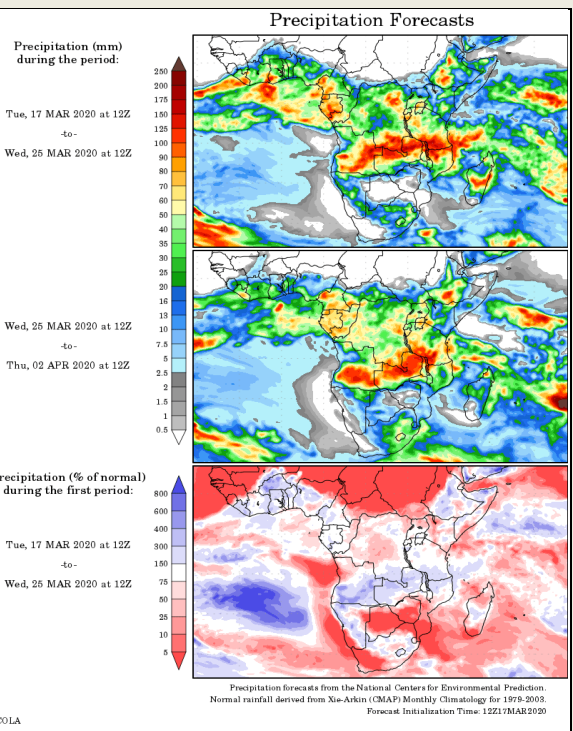 Precipitation Forecasts
Precipitation (mm)
during the period:
Tue, 17 MAR 2020 at 12Z
-to-
Wed, 25 MAR 2020 at 12Z
250
200
175
150
125
100
90
80
70
60
50
40
35
30
25
20
16
13
10
7.5
5
2.5
2
1.5
1
0.5
Wed, 25 MAR 2020 at 12Z
-to-
Thu, 02 APR 2020 at 12Z
recipitation (% of normal)
during the first period:
Tue, 17 MAR 2020 at 12Z
-to-
Wed, 25 MAR 2020 at 12Z
800
600
400
300
150
75
50
25
10
5
Precipitation forecasts from the National Centers for Environmental Prediction.
Normal rainfall derived from Xie-Arkin (CMAP) Monthly Climatology for 1979-2003.
Forecast Initialization Time: 12Z17MAR2020
COLA